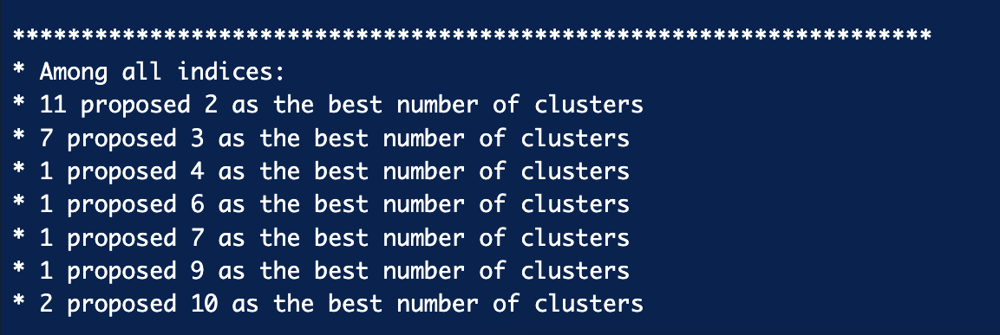 *******************************************************************
* Among all indices:
* 11 proposed 2 as the best number of clusters
* 7 proposed 3 as the best number of clusters
* 1 proposed 4 as the best number of clusters
* 1 proposed 6 as the best number of clusters
* 1 proposed 7 as the best number of clusters
* 1 proposed 9 as the best number of clusters
* 2 proposed 10 as the best number of clusters